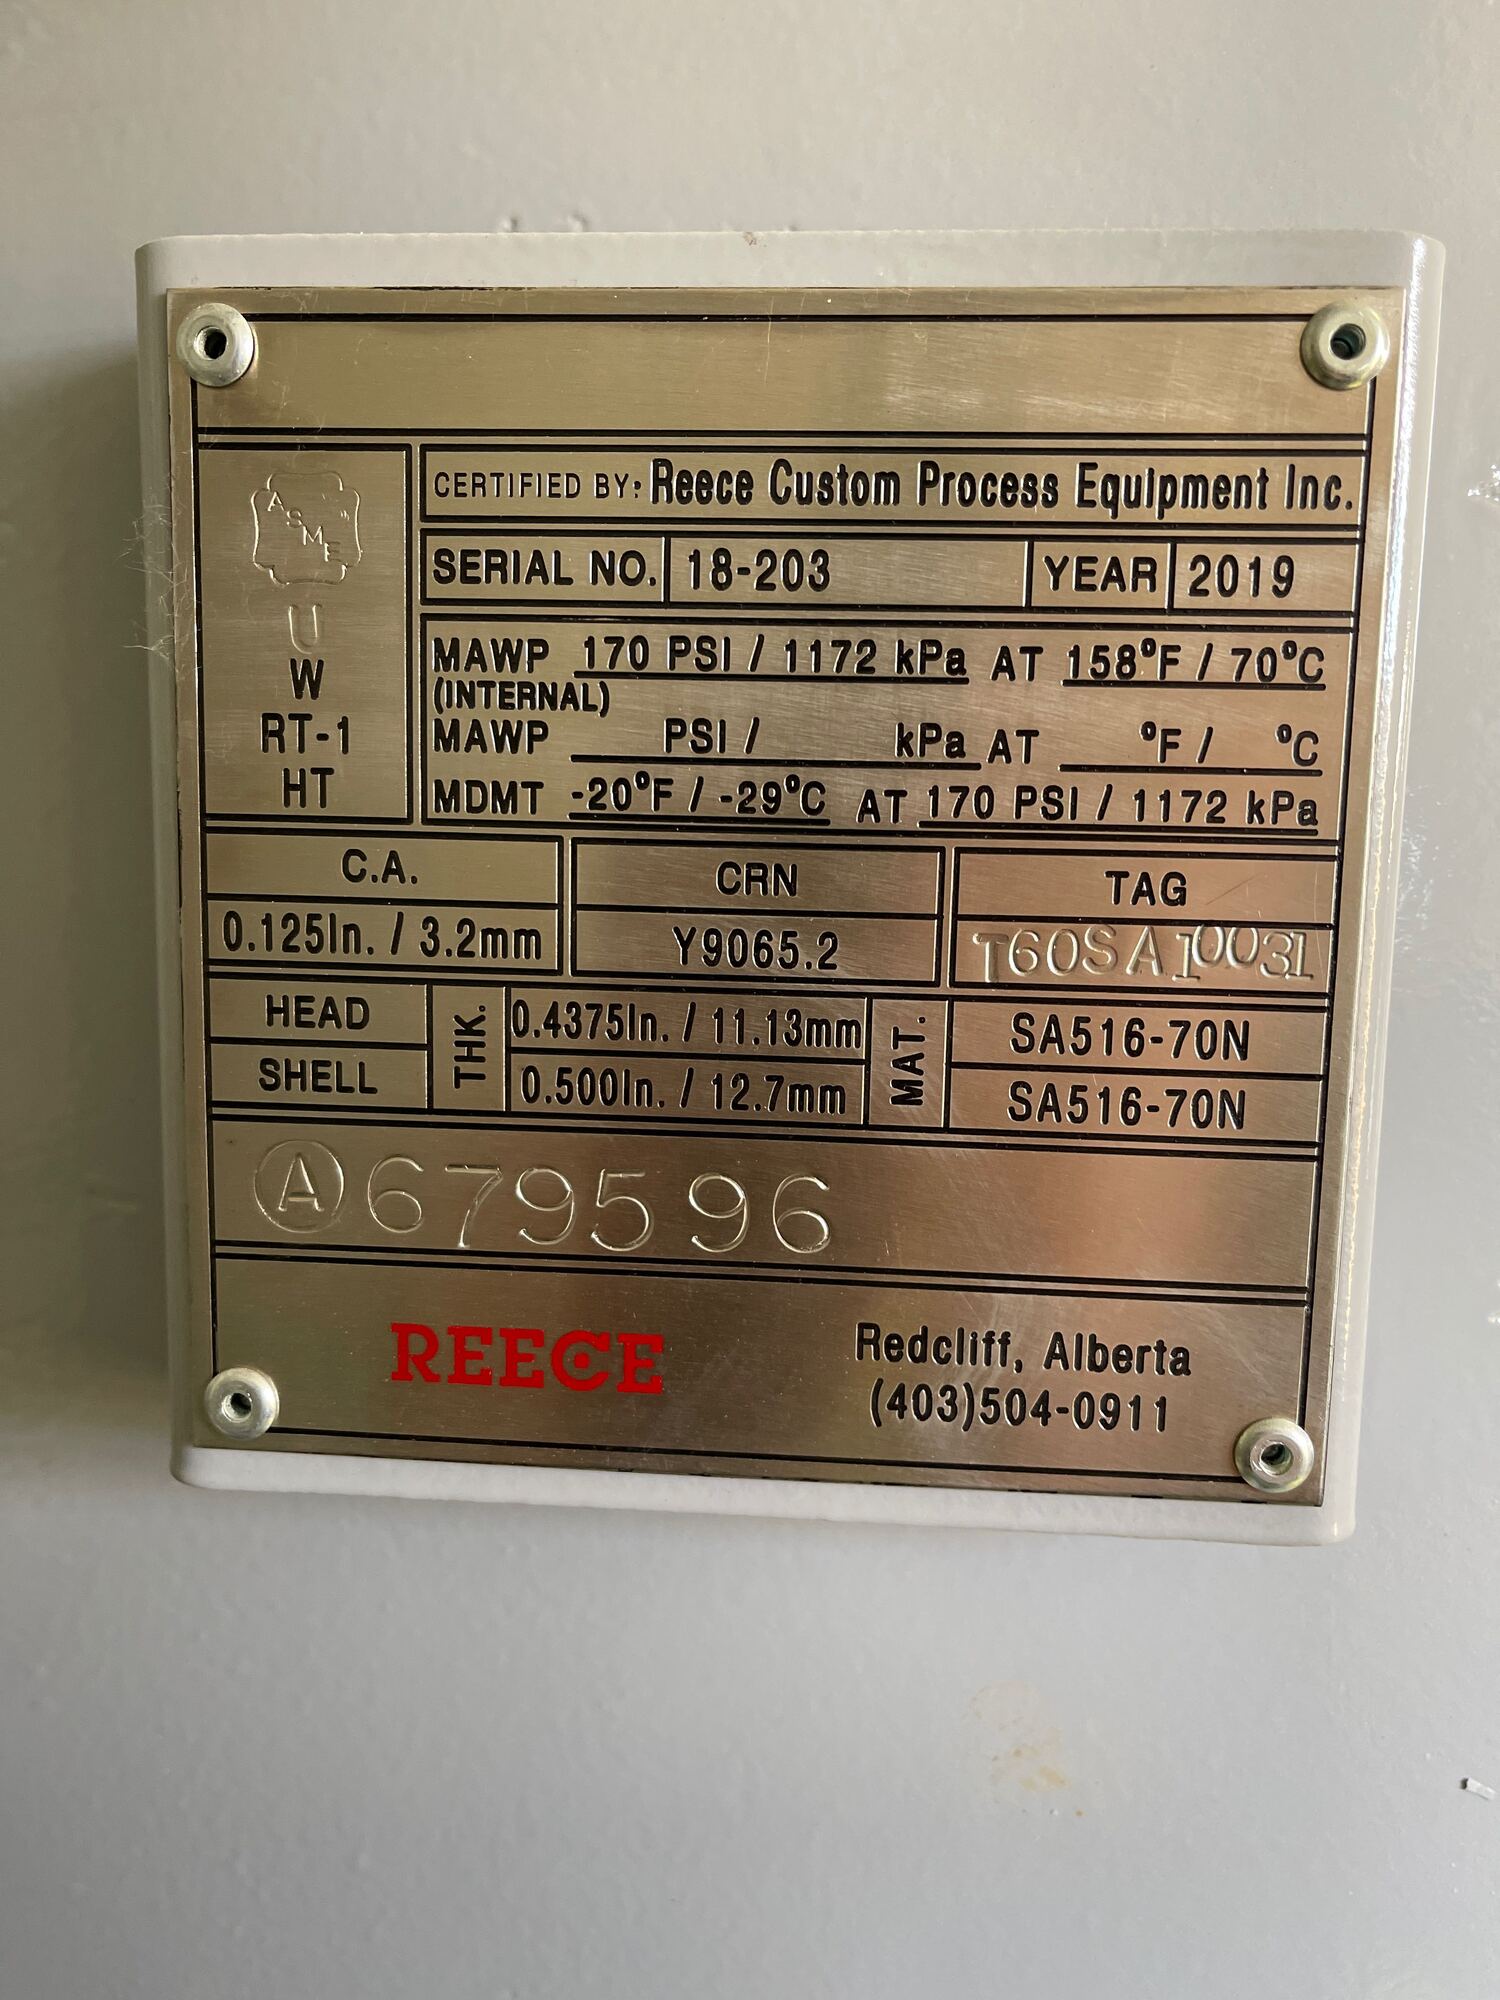 ASME
U
W
RT-1
HT
CERTIFIED BY: Reece Custom Process Equipment Inc.
SERIAL NO. 18-203 YEAR 2019
MAWP 170 PSI / 1172 kPa AT 158°F / 70°C
(INTERNAL)
MAWP PSI / kPa AT °F / °C
MDMT -20°F / -29°C AT 170 PSI / 1172 kPa
C.A. CRN TAG
0.125In. / 3.2mm Y9065.2 T60SA10031
HEAD THK. 0.4375In. / 11.13mm MAT. SA516-70N
SHELL 0.500In. / 12.7mm SA516-70N
A 679596
REECE
Redcliff, Alberta
(403)504-0911